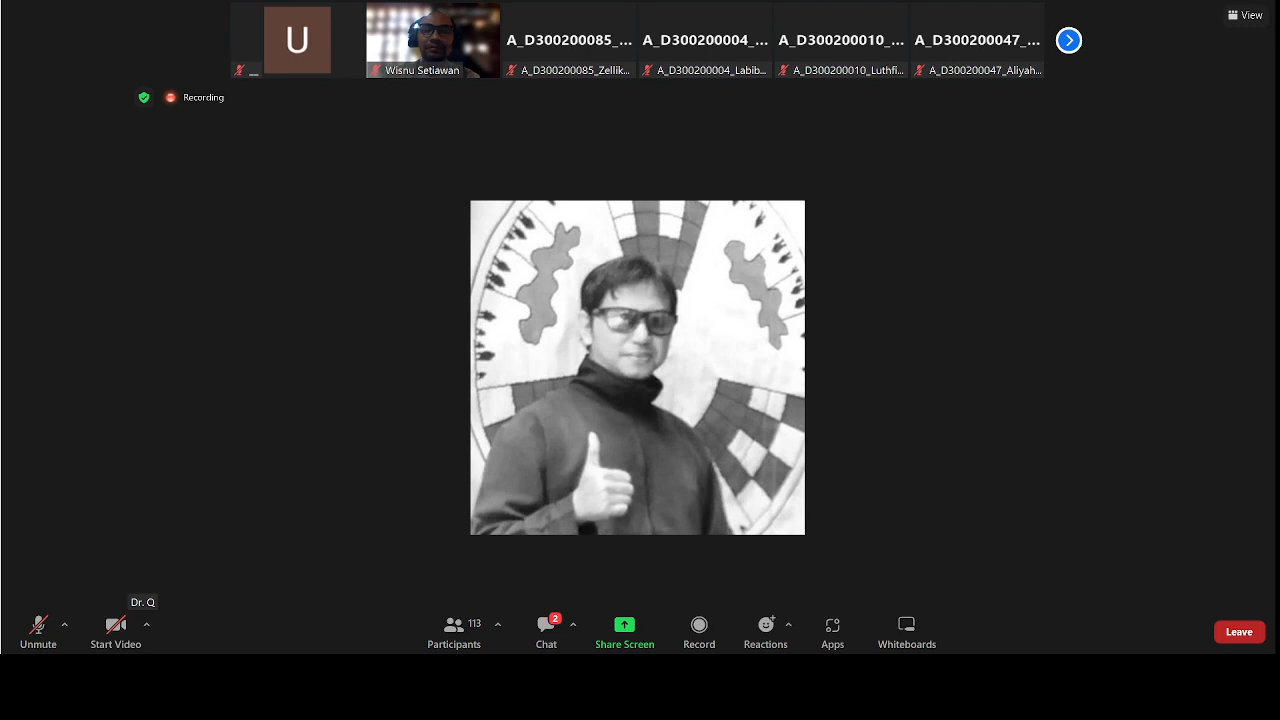 U
A_D300200085_...
A_D300200004_...
A_D300200010_...
A_D300200047_...
View
_
Wisnu Setiawan
A_D300200085_Zellik...
A_D300200004_Labib...
A_D300200010_Luthfi...
A_D300200047_Aliyah...
Recording
Dr. Q
Unmute
Start Video
113
Participants
2
Chat
Share Screen
Record
Reactions
Apps
Whiteboards
Leave